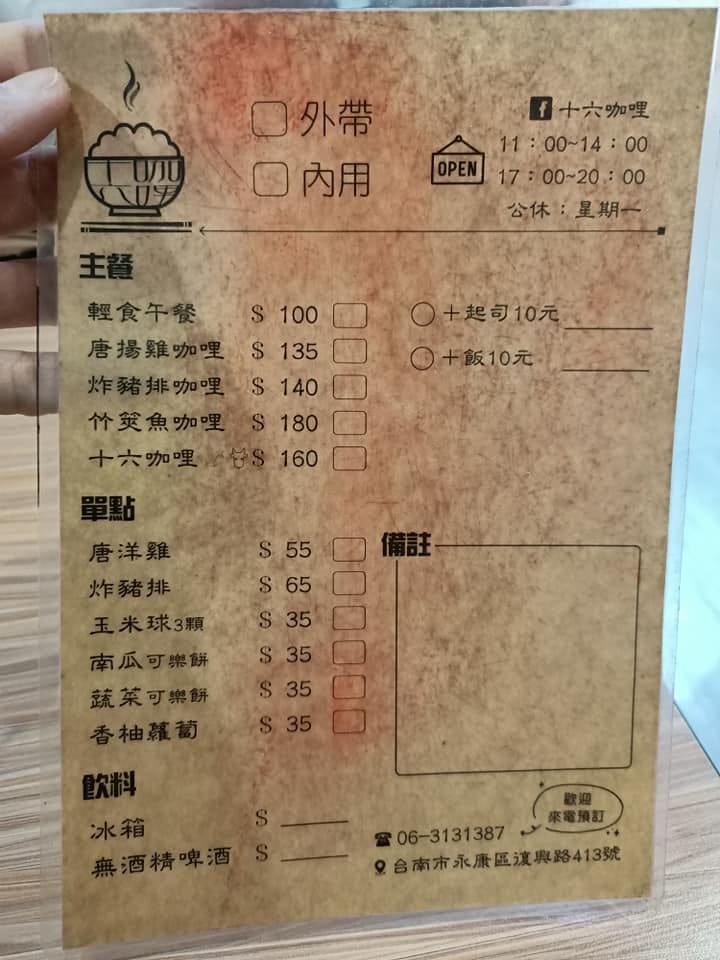 十六咖哩
外帶
內用
十六咖哩
11：00~14：00
OPEN
17：00~20：00
公休：星期一
主餐
輕食午餐 $ 100
唐揚雞咖哩 $ 135
炸豬排咖哩 $ 140
竹筴魚咖哩 $ 180
十六咖哩 $ 160
＋起司10元
＋飯10元
單點
唐洋雞 $ 55
炸豬排 $ 65
玉米球3顆 $ 35
南瓜可樂餅 $ 35
蔬菜可樂餅 $ 35
香柚蘿蔔 $ 35
備註
飲料
冰箱 $
無酒精啤酒 $
歡迎
來電預訂
06-3131387
台南市永康區復興路413號